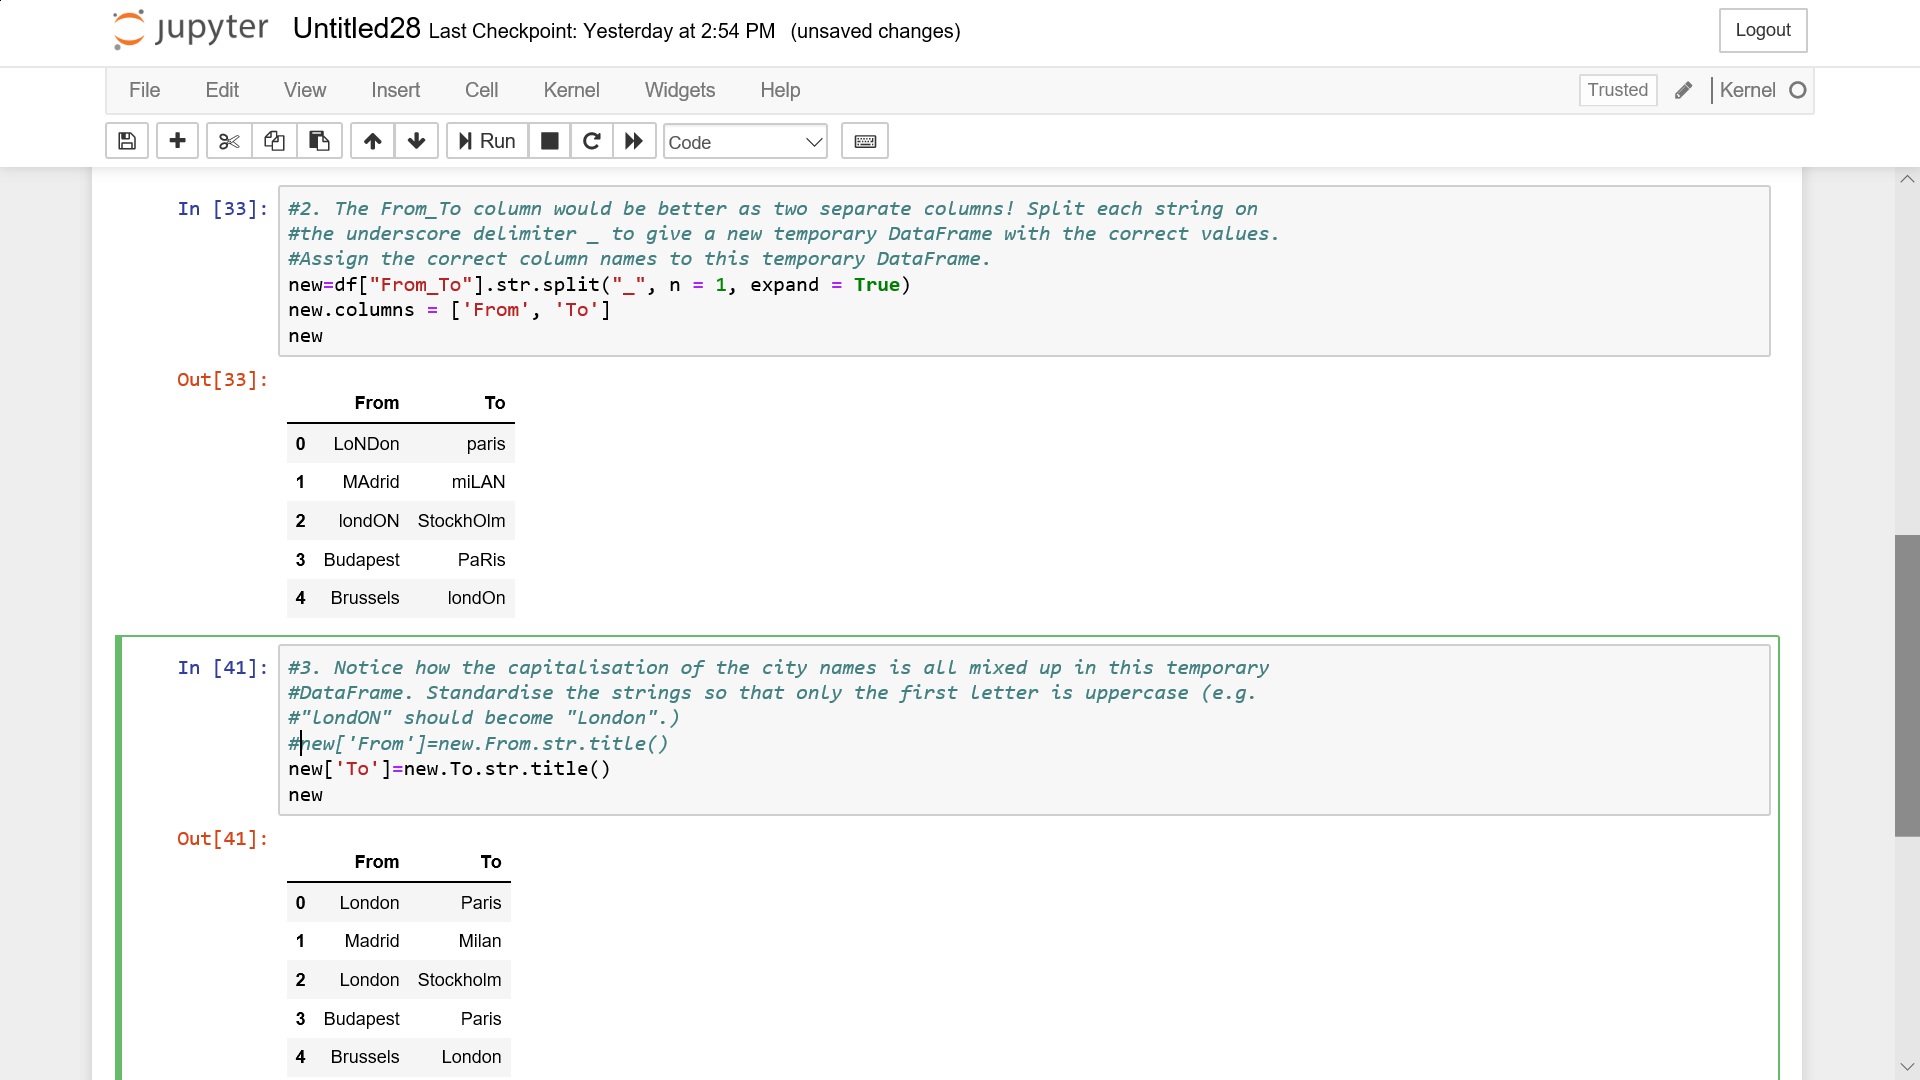 jupyter Untitled28 Last Checkpoint: Yesterday at 2:54 PM (unsaved changes) Logout
File Edit View Insert Cell Kernel Widgets Help Trusted Kernel
Run Code
In [33]: #2. The From_To column would be better as two separate columns! Split each string on
#the underscore delimiter _ to give a new temporary DataFrame with the correct values.
#Assign the correct column names to this temporary DataFrame.
new=df["From_To"].str.split("_", n = 1, expand = True)
new.columns = ['From', 'To']
new
Out[33]:
From To
0 LoNDon paris
1 MAdrid miLAN
2 londON StockhOlm
3 Budapest PaRis
4 Brussels londOn
In [41]: #3. Notice how the capitalisation of the city names is all mixed up in this temporary
#DataFrame. Standardise the strings so that only the first letter is uppercase (e.g.
#"londON" should become "London".)
#new['From']=new.From.str.title()
new['To']=new.To.str.title()
new
Out[41]:
From To
0 London Paris
1 Madrid Milan
2 London Stockholm
3 Budapest Paris
4 Brussels London